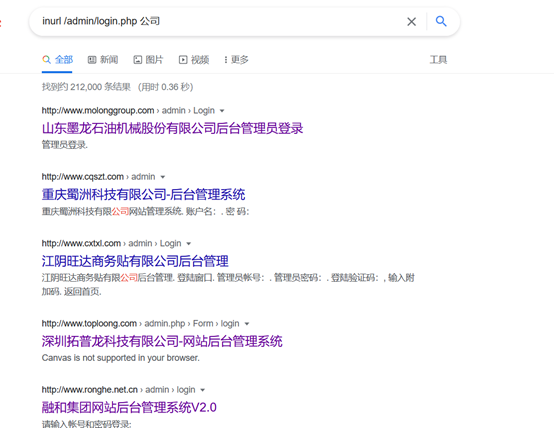 inurl /admin/login.php 公司
全部 新闻 图片 视频 更多 工具
找到约 212,000 条结果 （用时 0.36 秒）
http://www.molonggroup.com › admin › Login
山东墨龙石油机械股份有限公司后台管理员登录
管理员登录.
http://www.cqszt.com › admin
重庆蜀洲科技有限公司-后台管理系统
重庆蜀洲科技有限公司网站管理系统. 账户名：. 密 码：
http://www.cxtxl.com › admin › Login
江阴旺达商务贴有限公司后台管理
江阴旺达商务贴有限公司后台管理. 登陆窗口. 管理员帐号：. 管理员密码：. 登陆验证码：, 输入附
加码. 返回首页.
http://www.toploong.com › admin.php › Form › login
深圳拓普龙科技有限公司-网站后台管理系统
Canvas is not supported in your browser.
http://www.ronghe.net.cn › admin › login
融和集团网站后台管理系统V2.0
请输入帐号和密码登录: